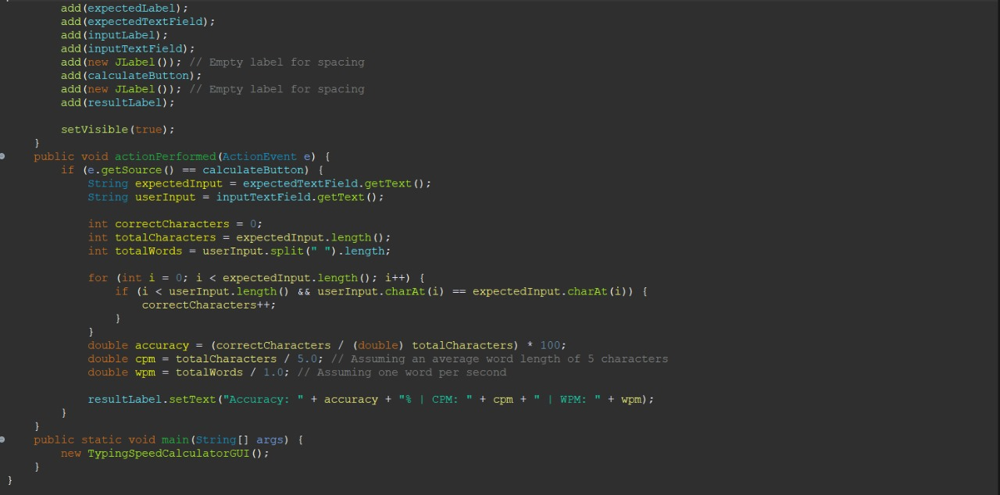 add(expectedLabel);
add(expectedTextField);
add(inputLabel);
add(inputTextField);
add(new JLabel()); // Empty label for spacing
add(calculateButton);
add(new JLabel()); // Empty label for spacing
add(resultLabel);
setVisible(true);
}
public void actionPerformed(ActionEvent e) {
if (e.getSource() == calculateButton) {
String expectedInput = expectedTextField.getText();
String userInput = inputTextField.getText();
int correctCharacters = 0;
int totalCharacters = expectedInput.length();
int totalWords = userInput.split(" ").length;
for (int i = 0; i < expectedInput.length(); i++) {
if (i < userInput.length() && userInput.charAt(i) == expectedInput.charAt(i)) {
correctCharacters++;
}
}
double accuracy = (correctCharacters / (double) totalCharacters) * 100;
double cpm = totalCharacters / 5.0; // Assuming an average word length of 5 characters
double wpm = totalWords / 1.0; // Assuming one word per second
resultLabel.setText("Accuracy: " + accuracy + "% | CPM: " + cpm + " | WPM: " + wpm);
}
}
public static void main(String[] args) {
new TypingSpeedCalculatorGUI();
}
}